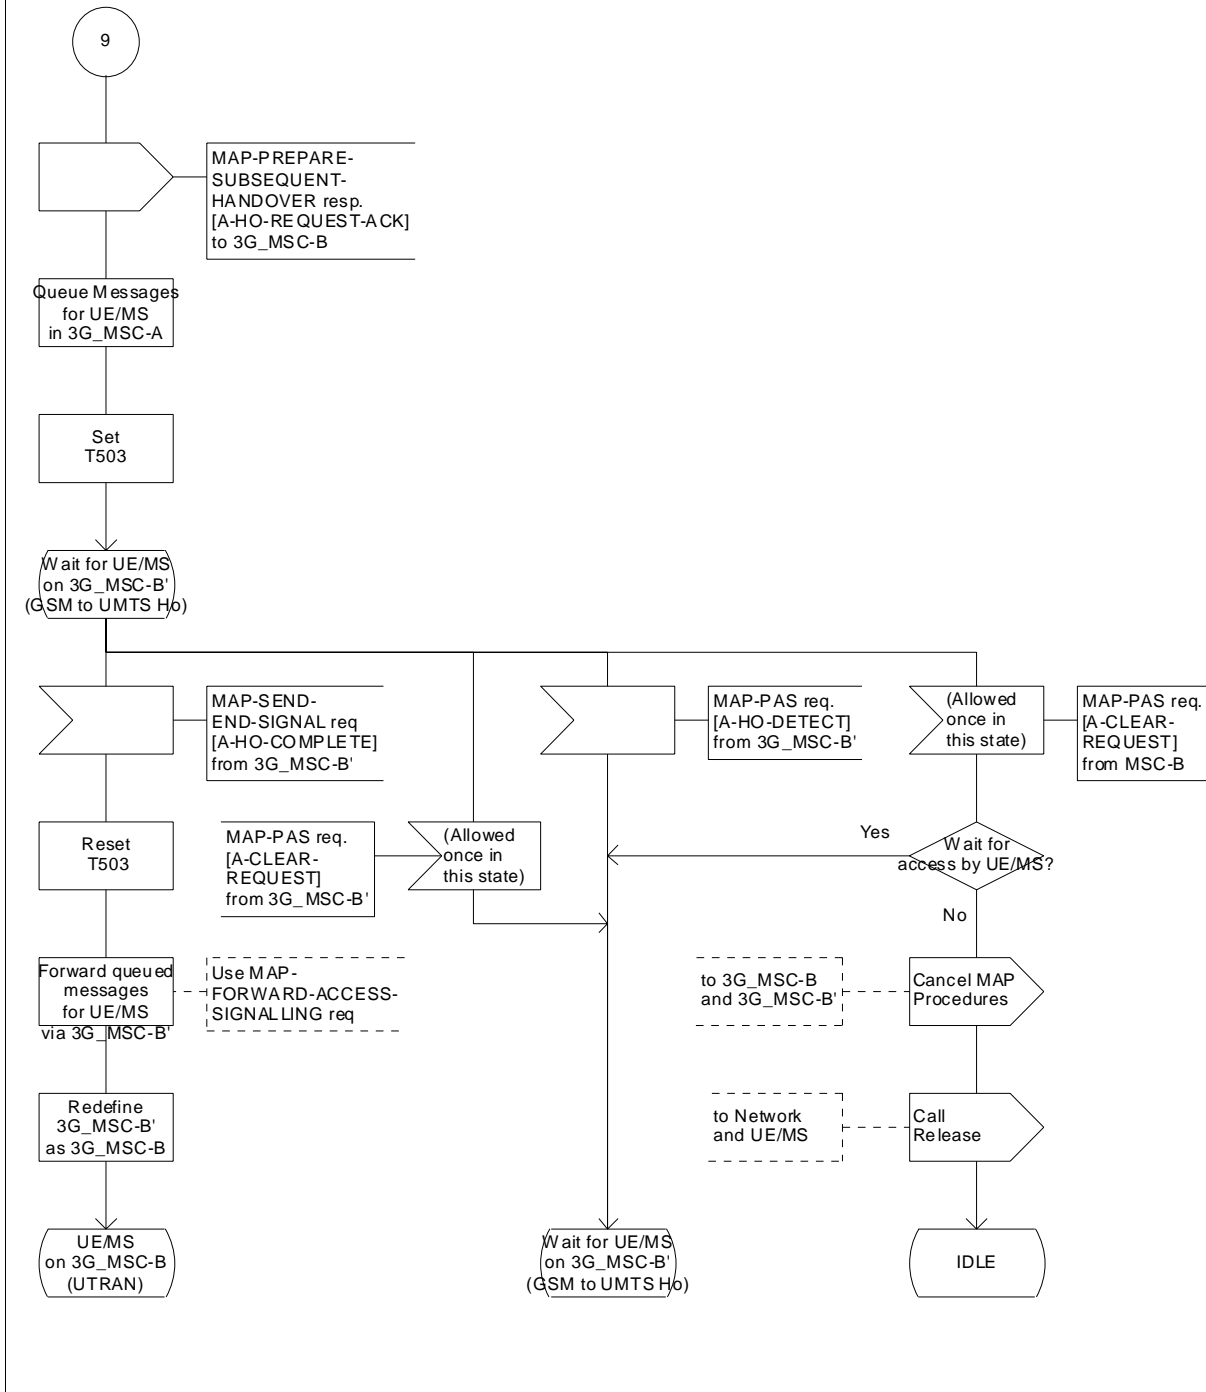 9
MAP-PREPARE-
SUBSEQUENT-
HANDOVER resp.
[A-HO-REQUEST-ACK]
to 3G_MSC-B
Queue Messages
for UE/MS
in 3G_MSC-A
Set
T503
Wait for UE/MS
on 3G_MSC-B'
(GSM to UMTS Ho)
MAP-SEND-
END-SIGNAL req
[A-HO-COMPLETE]
from 3G_MSC-B'
MAP-PAS req.
[A-HO-DETECT]
from 3G_MSC-B'
(Allowed
once in
this state)
MAP-PAS req.
[A-CLEAR-
REQUEST]
from MSC-B
Reset
T503
MAP-PAS req.
[A-CLEAR-
REQUEST]
from 3G_MSC-B'
(Allowed
once in
this state)
Yes
Wait for
access by UE/MS?
No
Forward queued
messages
for UE/MS
via 3G_MSC-B'
Use MAP-
FORWARD-ACCESS-
SIGNALLING req
to 3G_MSC-B
and 3G_MSC-B'
Cancel MAP
Procedures
Redefine
3G_MSC-B'
as 3G_MSC-B
to Network
and UE/MS
Call
Release
UE/MS
on 3G_MSC-B
(UTRAN)
Wait for UE/MS
on 3G_MSC-B'
(GSM to UMTS Ho)
IDLE